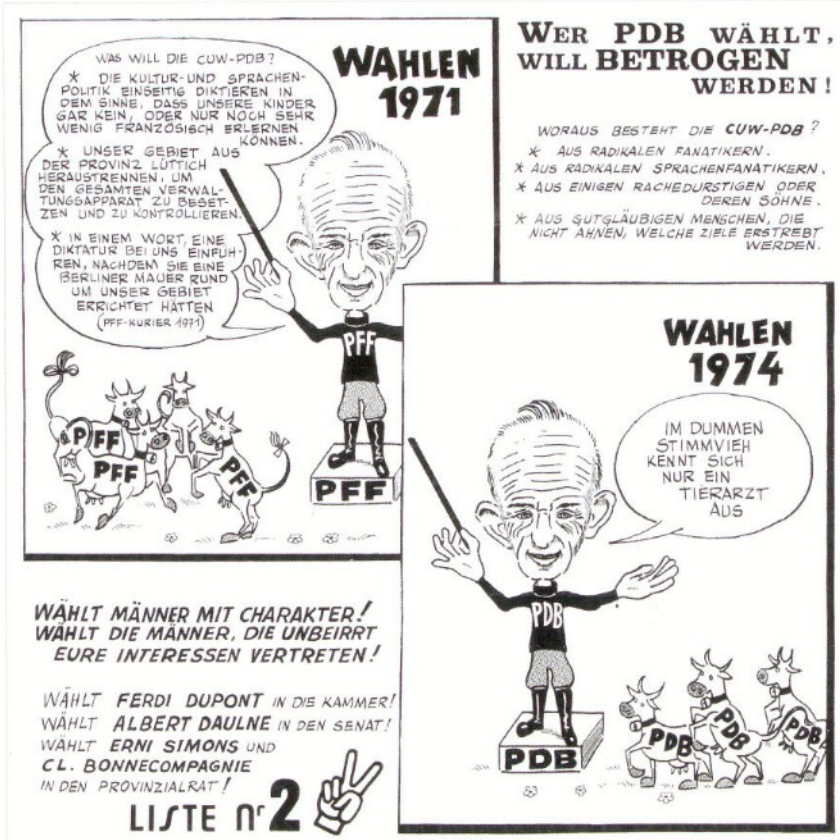 WAS WILL DIE CUW-PDB?
* DIE KULTUR-UND SPRACHEN-
POLITIK EINSEITIG DIKTIEREN IN
DEM SINNE, DASS UNSERE KINDER
GAR KEIN, ODER NUR NOCH SEHR
WENIG FRANZÖSISCH ERLERNEN
KÖNNEN.
* UNSER GEBIET AUS
DER PROVINZ LÜTTICH
HERAUSTRENNEN, UM
DEN GESAMTEN VERWAL-
TUNGSAPPARAT ZU BESET-
ZEN UND ZU KONTROLLIEREN.
* IN EINEM WORT, EINE
DIKTATUR BEI UNS EINFÜH-
REN, NACHDEM SIE EINE
BERLINER MAUER RUND
UM UNSER GEBIET
ERRICHTET HÄTTEN
(PFF-KURIER 1971)
WAHLEN
1971
PFF
PFF
PFF
PFF
PFF
WER PDB WÄHLT,
WILL BETROGEN
WERDEN!
WORAUS BESTEHT DIE CUW-PDB?
* AUS RADIKALEN FANATIKERN.
* AUS RADIKALEN SPRACHENFANATIKERN.
* AUS EINIGEN RACHEDURSTIGEN ODER
DEREN SÖHNE.
* AUS GUTGLÄUBIGEN MENSCHEN, DIE
NICHT AHNEN, WELCHE ZIELE ERSTREBT
WERDEN.
WAHLEN
1974
IM DUMMEN
STIMMVIEH
KENNT SICH
NUR EIN
TIERARZT
AUS
PDB
PDB
PDB
PDB
PDB
WÄHLT MÄNNER MIT CHARAKTER!
WÄHLT DIE MÄNNER, DIE UNBEIRRT
EURE INTERESSEN VERTRETEN!
WÄHLT FERDI DUPONT IN DIE KAMMER!
WÄHLT ALBERT DAULNE IN DEN SENAT!
WÄHLT ERNI SIMONS UND
CL. BONNECOMPAGNIE
IN DEN PROVINZIALRAT!
LISTE nr 2